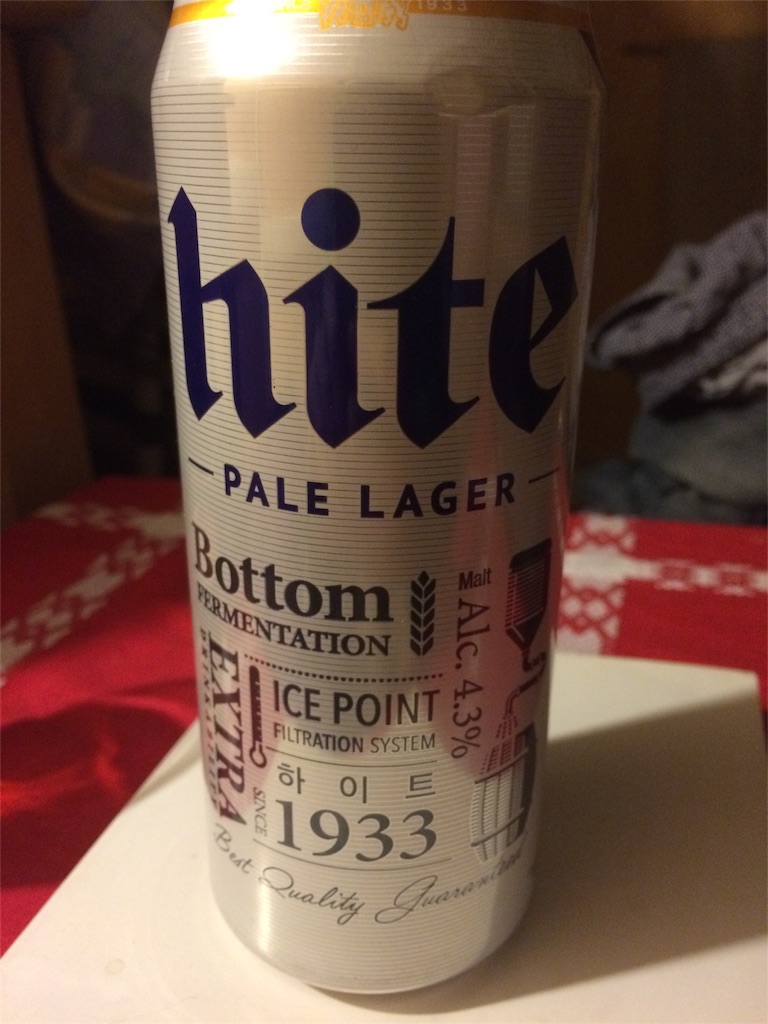 1933
hite
PALE LAGER
Bottom
FERMENTATION
Malt
Alc. 4.3%
EXTRA
ICE POINT
FILTRATION SYSTEM
하이트
SINCE
1933
Best Quality Guaranteed